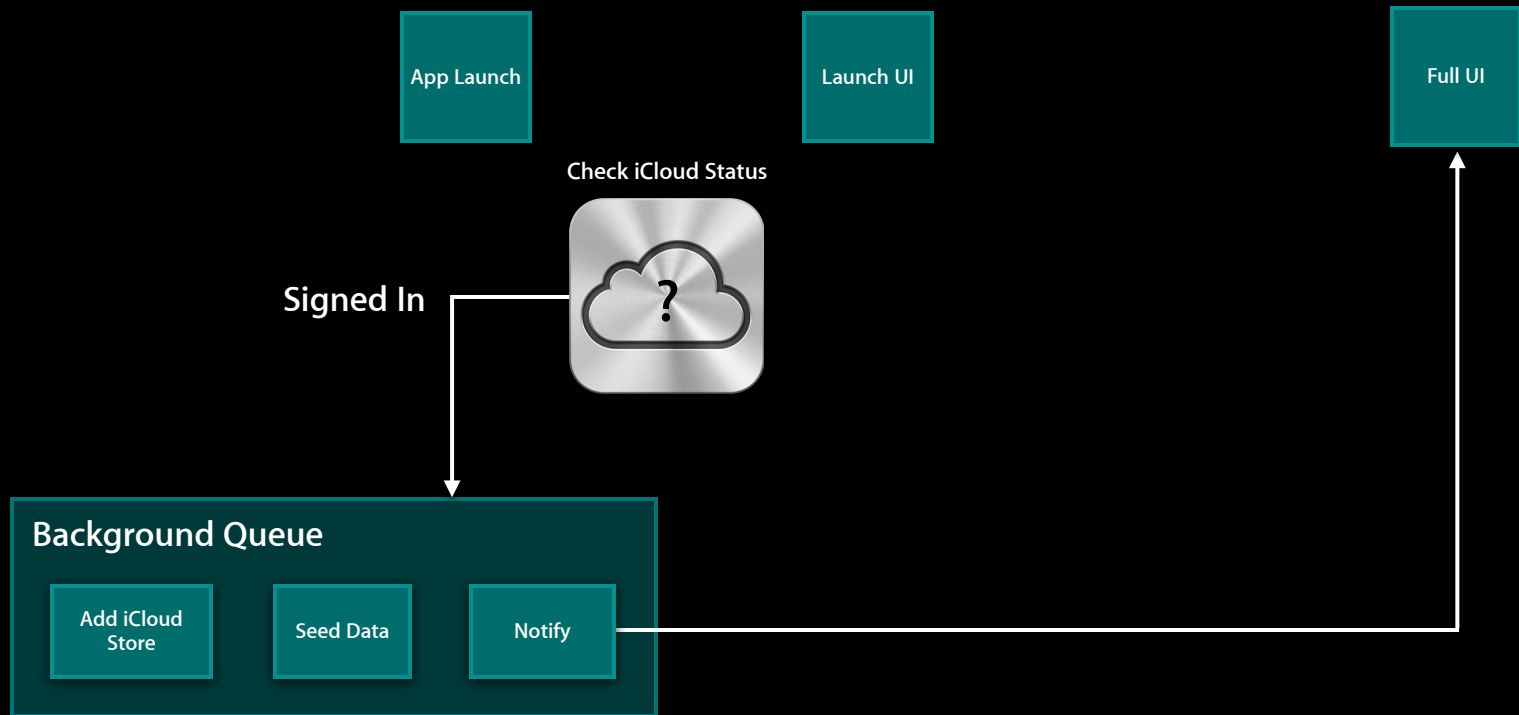 App Launch
Launch UI
Full UI
Check iCloud Status
?
Signed In
Background Queue
Add iCloud
Store
Seed Data
Notify